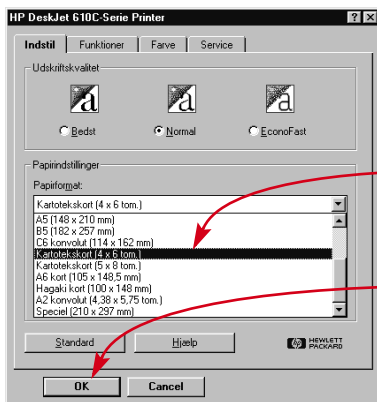 HP DeskJet 610C-Serie Printer
Indstil Funktioner Farve Service
Udskriftskvalitet
a a a
Bedst Normal EconoFast
Papirindstillinger
Papirformat:
Kartotekskort (4 x 6 tom.)
A5 (148 x 210 mm)
B5 (182 x 257 mm)
C6 konvolut (114 x 162 mm)
Kartotekskort (4 x 6 tom.)
Kartotekskort (5 x 8 tom.)
A6 kort (105 x 148,5 mm)
Hagaki kort (100 x 148 mm)
A2 konvolut (4,38 x 5,75 tom.)
Speciel (210 x 297 mm)
Standard Hjælp hp HEWLETT
PACKARD
OK Cancel